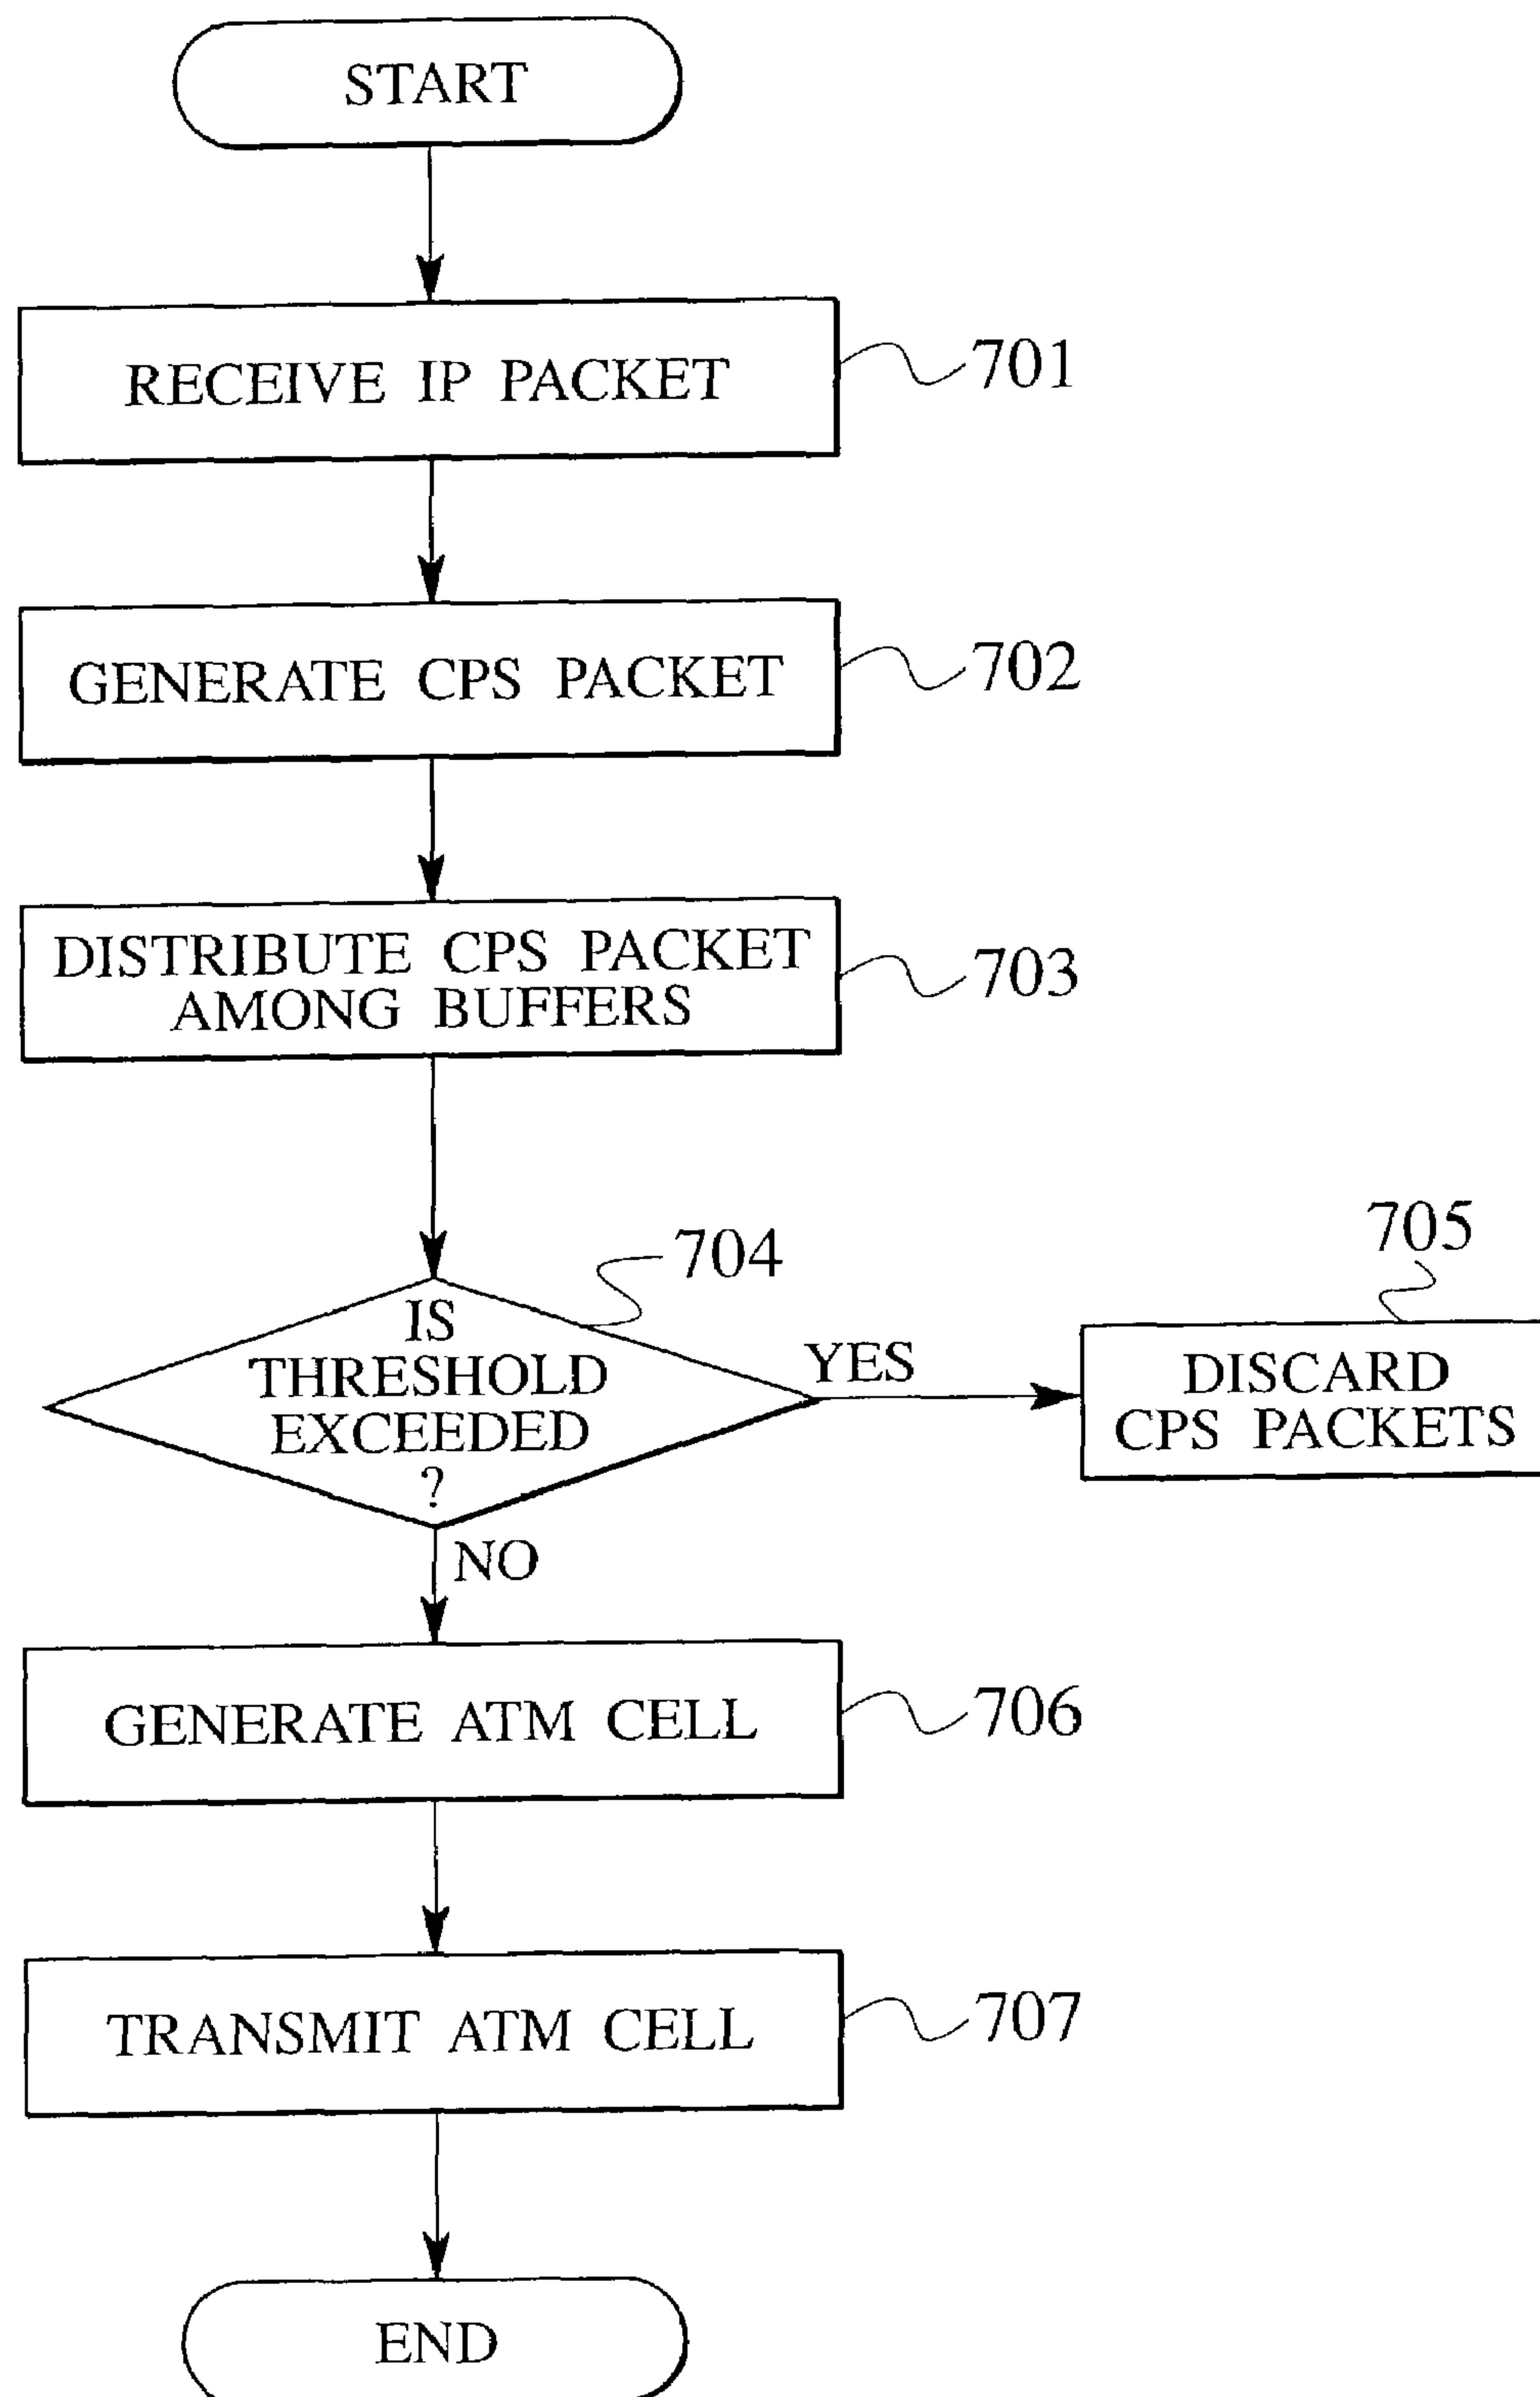 START
RECEIVE IP PACKET
701
GENERATE CPS PACKET
702
DISTRIBUTE CPS PACKET
AMONG BUFFERS
703
704
705
IS
THRESHOLD
EXCEEDED
?
YES
DISCARD
CPS PACKETS
NO
GENERATE ATM CELL
706
TRANSMIT ATM CELL
707
END